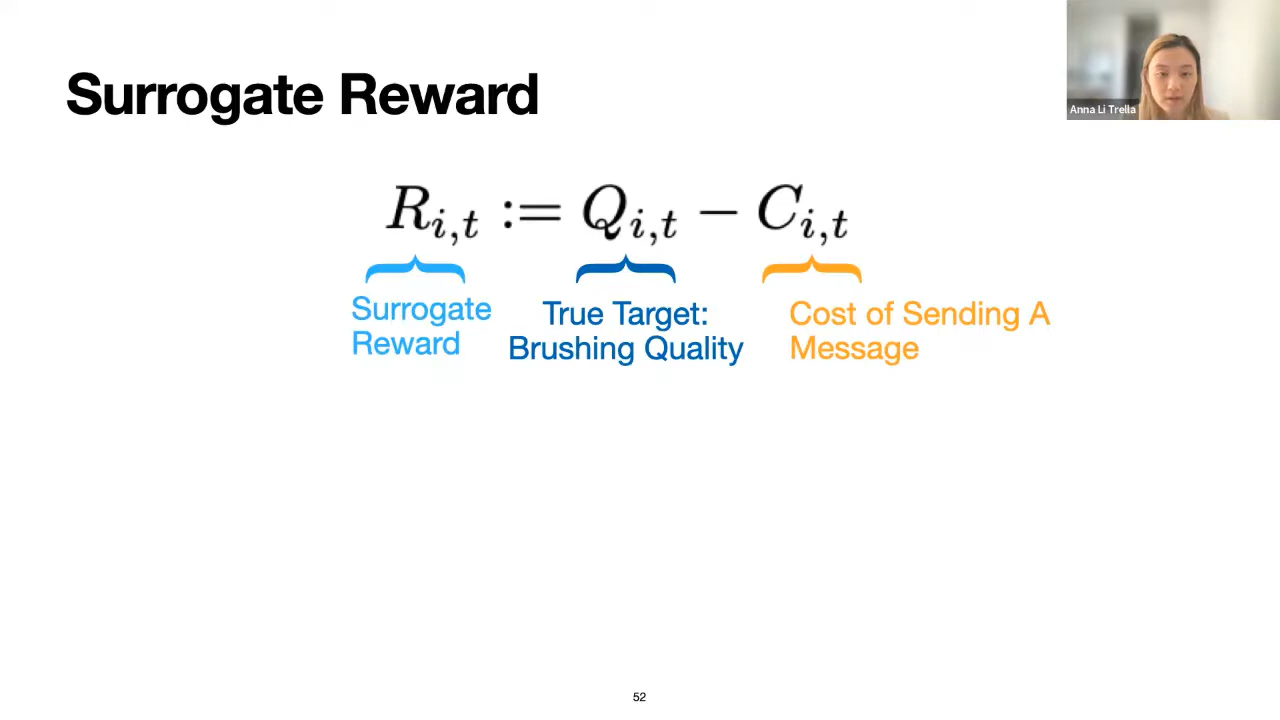 Surrogate Reward
Anna Li Trella
R_{i,t} := Q_{i,t} − C_{i,t}
Surrogate
Reward
True Target:
Brushing Quality
Cost of Sending A
Message
52